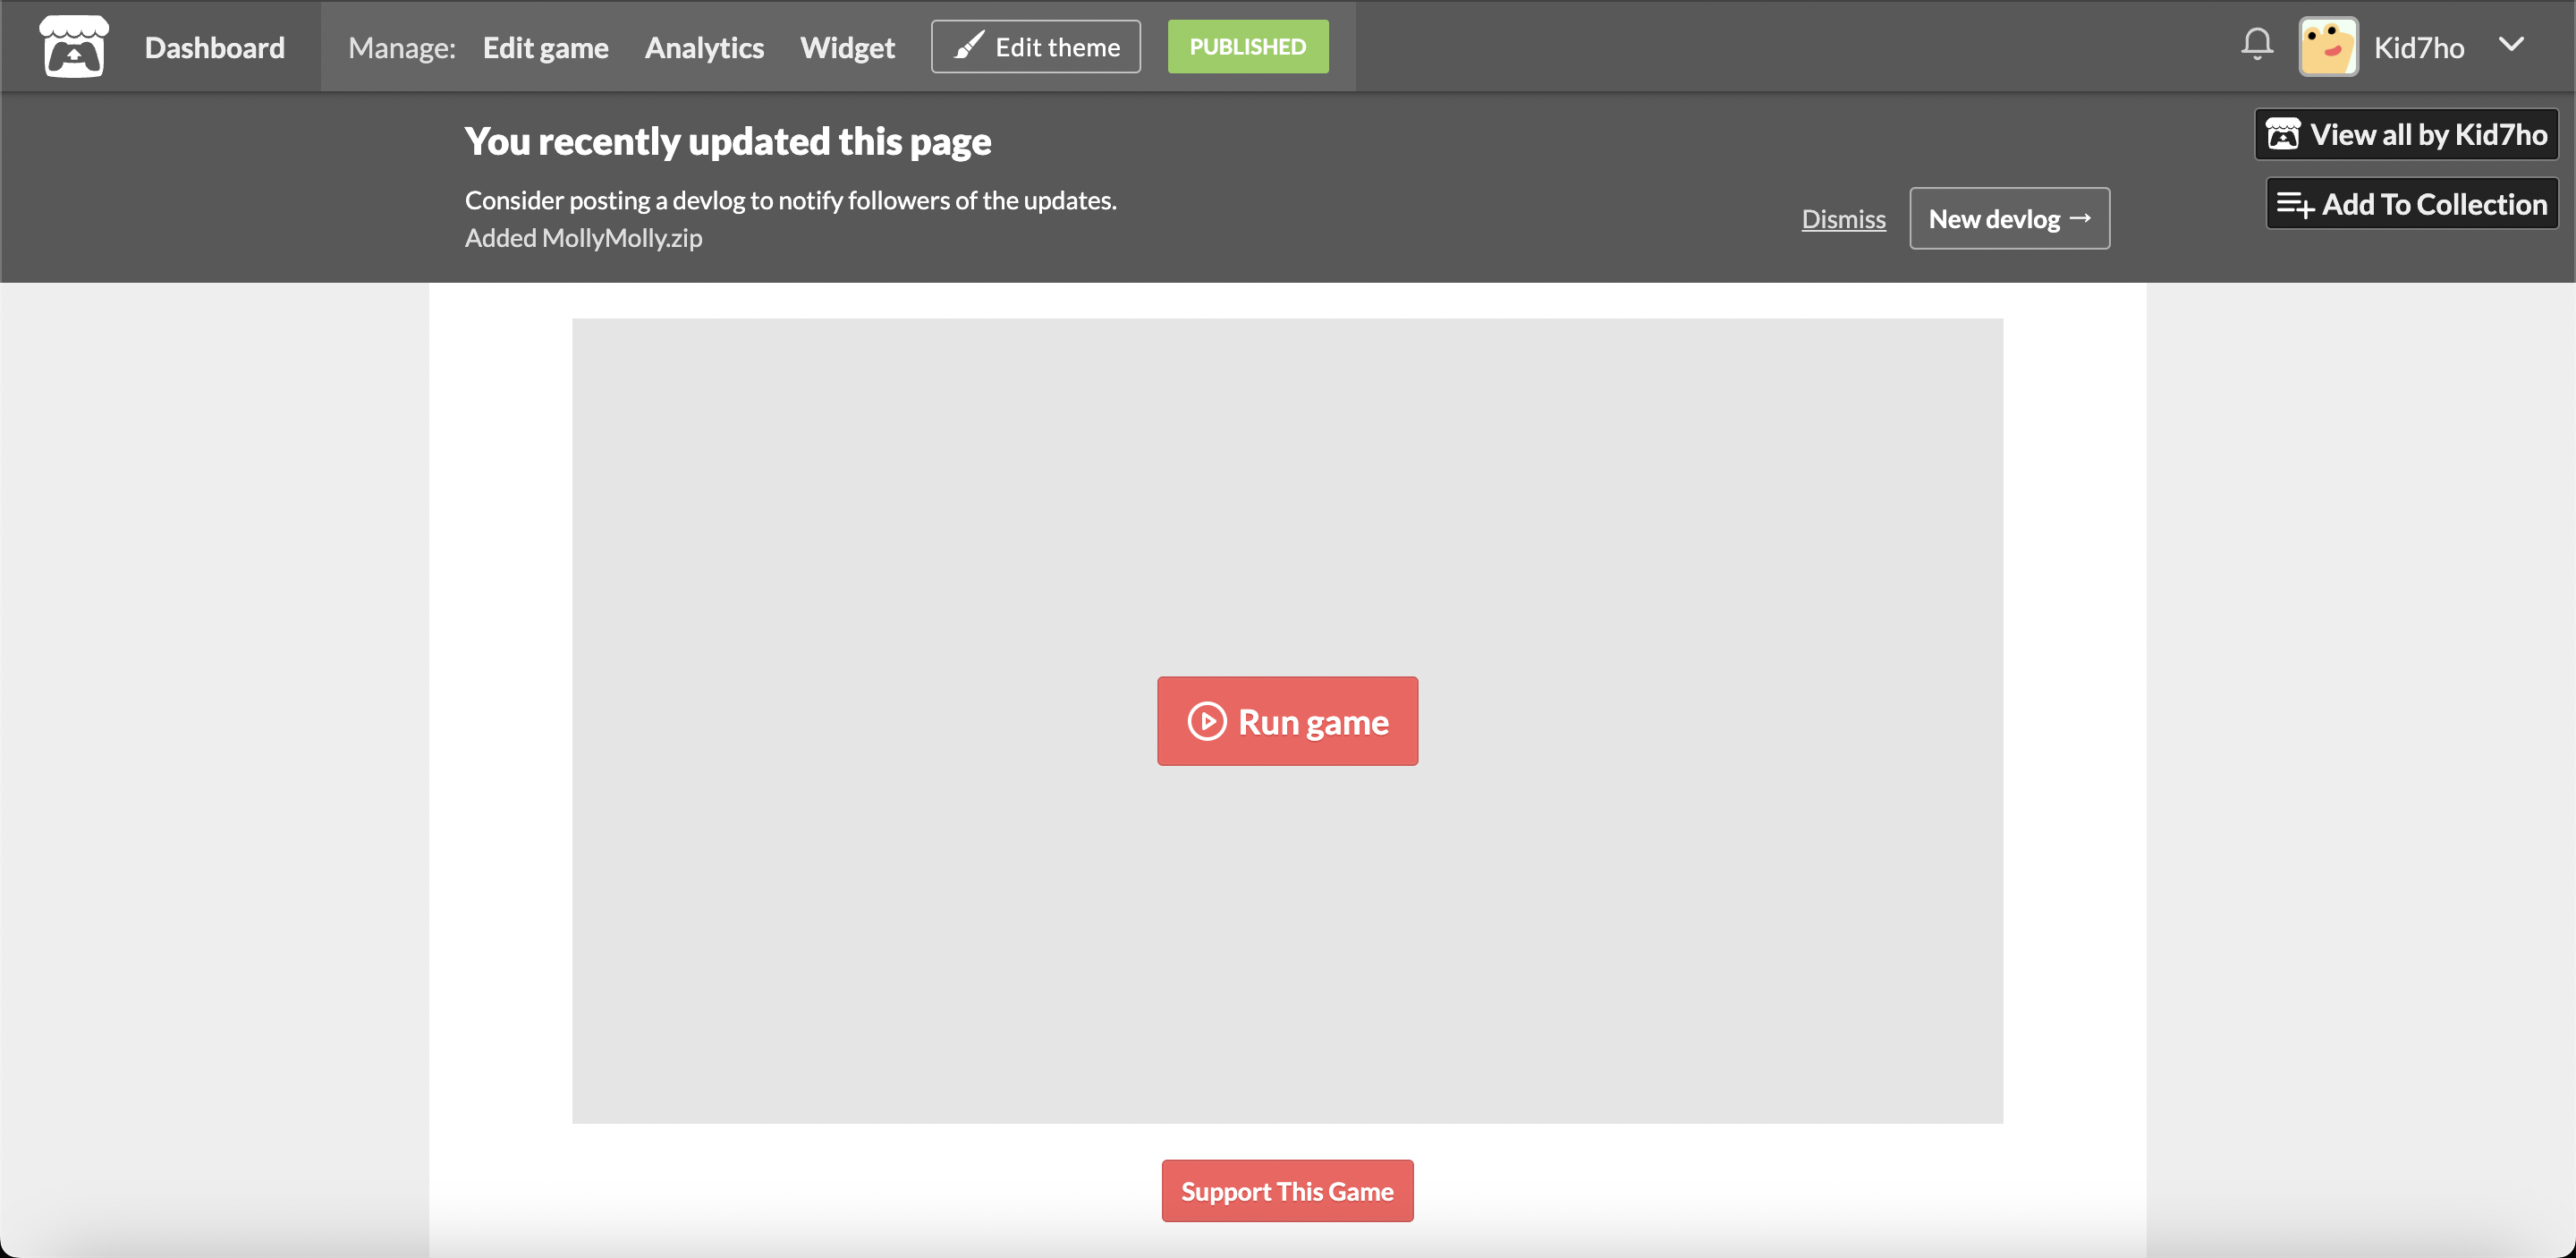 Dashboard
Manage: Edit game Analytics Widget Edit theme PUBLISHED
Kid7ho
You recently updated this page
Consider posting a devlog to notify followers of the updates.
Added MollyMolly.zip
Dismiss
New devlog →
View all by Kid7ho
Add To Collection
Run game
Support This Game